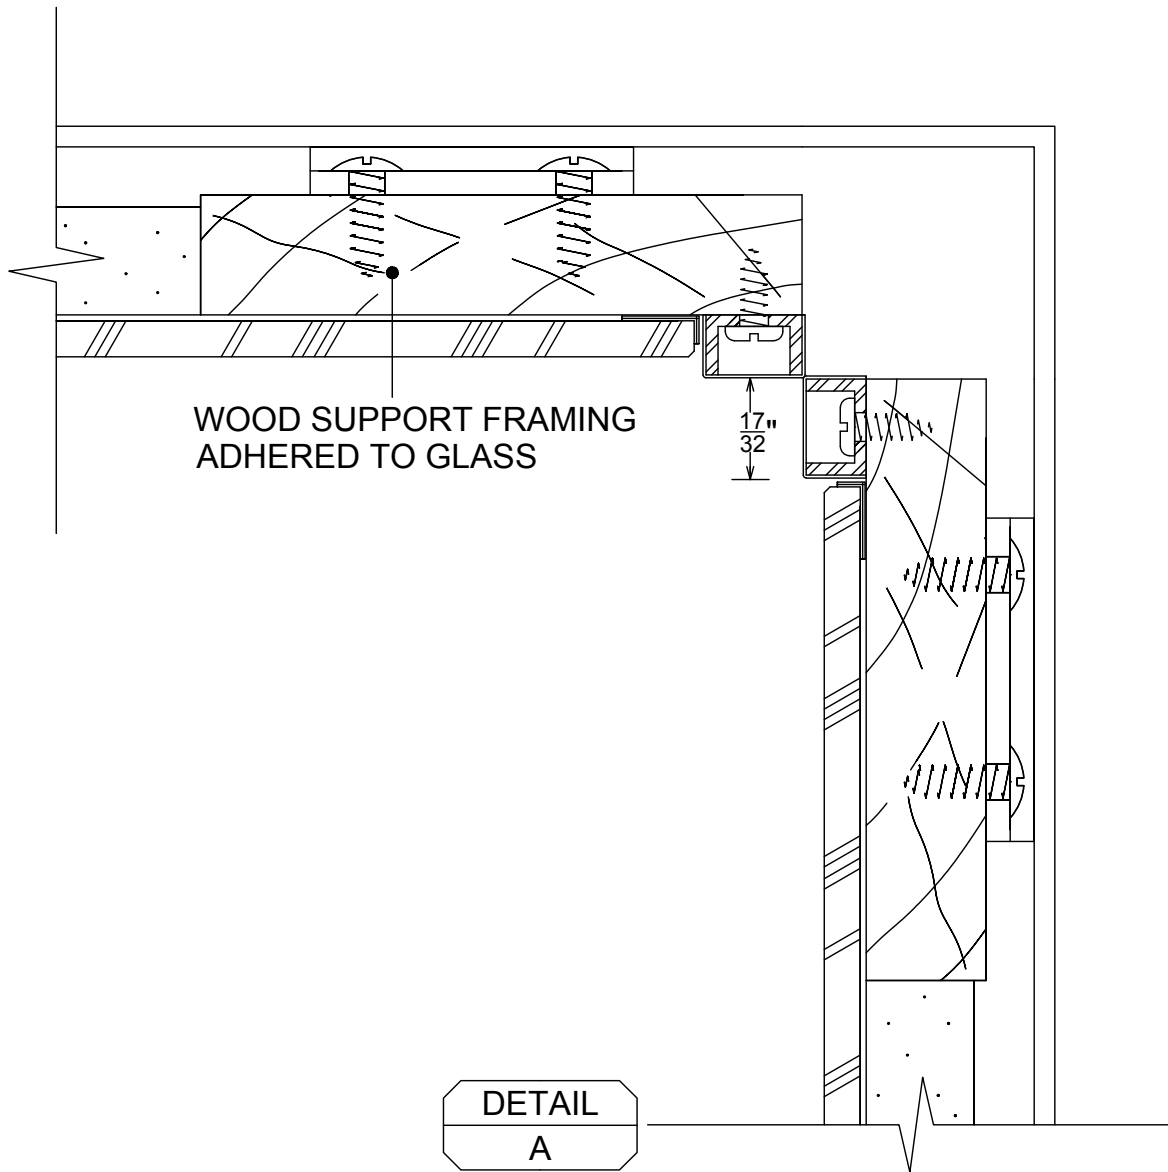 WOOD SUPPORT FRAMING
ADHERED TO GLASS
17/32"
DETAIL
A